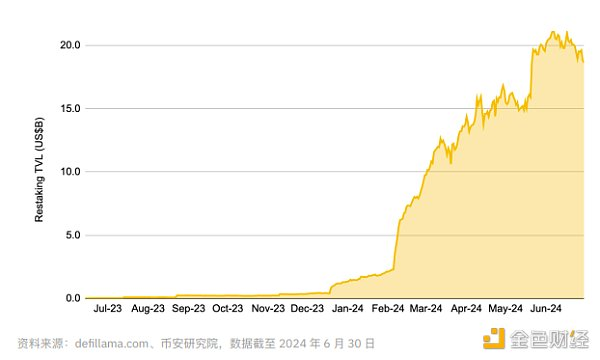 Restaking TVL (US$B)
20.0
15.0
10.0
5.0
0.0
Jul-23 Aug-23 Sep-23 Oct-23 Nov-23 Dec-23 Jan-24 Feb-24 Mar-24 Apr-24 May-24 Jun-24
资料来源：defillama.com、币安研究院，数据截至 2024 年 6 月 30 日
金色财经